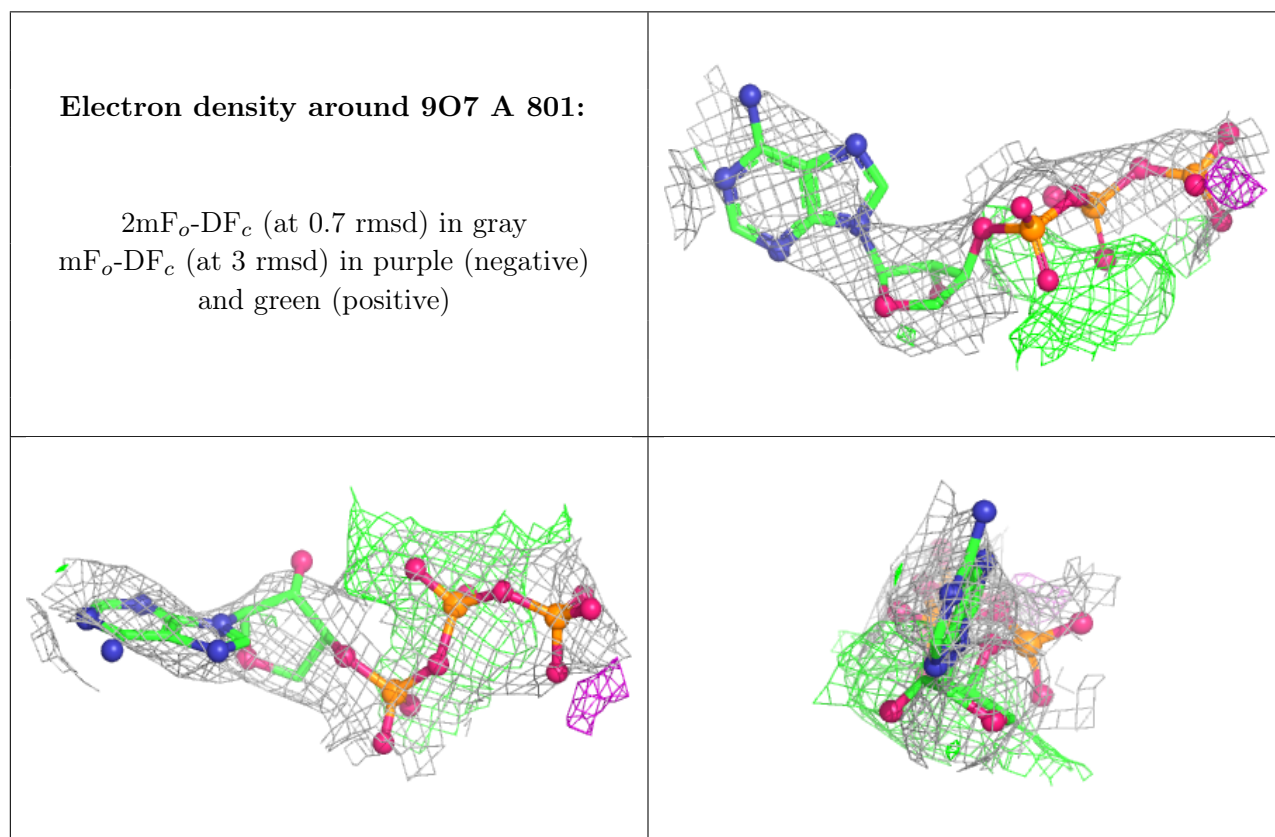 Electron density around 9O7 A 801:
2mFₒ-DF𝒸 (at 0.7 rmsd) in gray
mFₒ-DF𝒸 (at 3 rmsd) in purple (negative)
and green (positive)